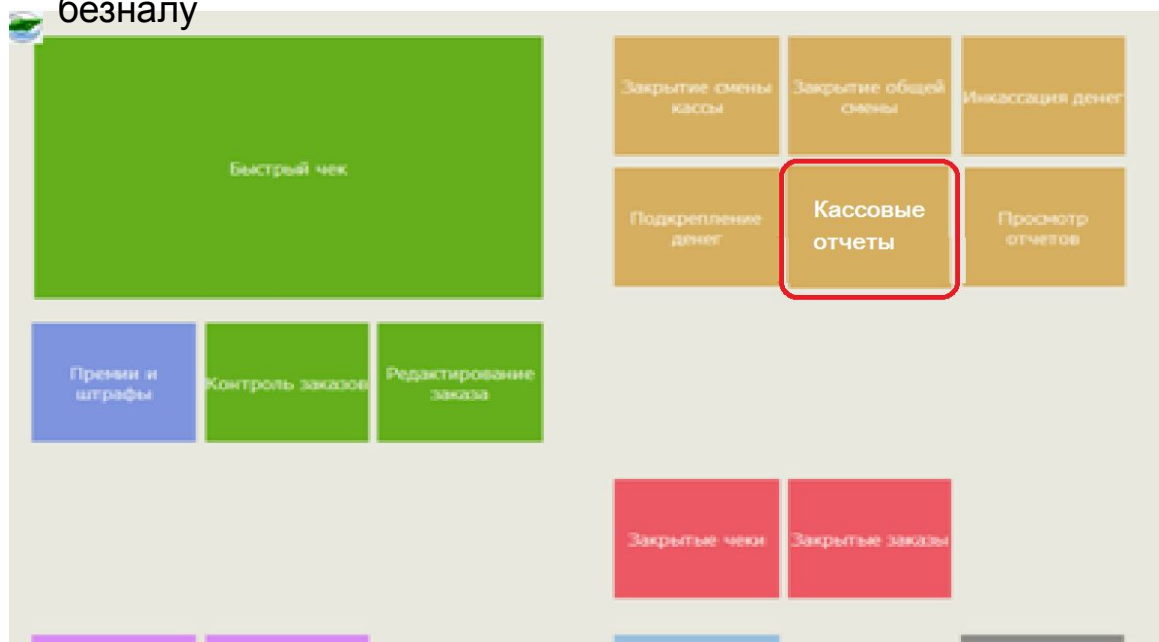 безналу
Быстрый чек
Закрытие смены
кассы
Закрытие общей
смены
Инкассация денег
Подкрепление
денег
Кассовые
отчеты
Просмотр
отчетов
Премии и
штрафы
Контроль заказов
Редактирование
заказа
Закрытые чеки
Закрытые заказы